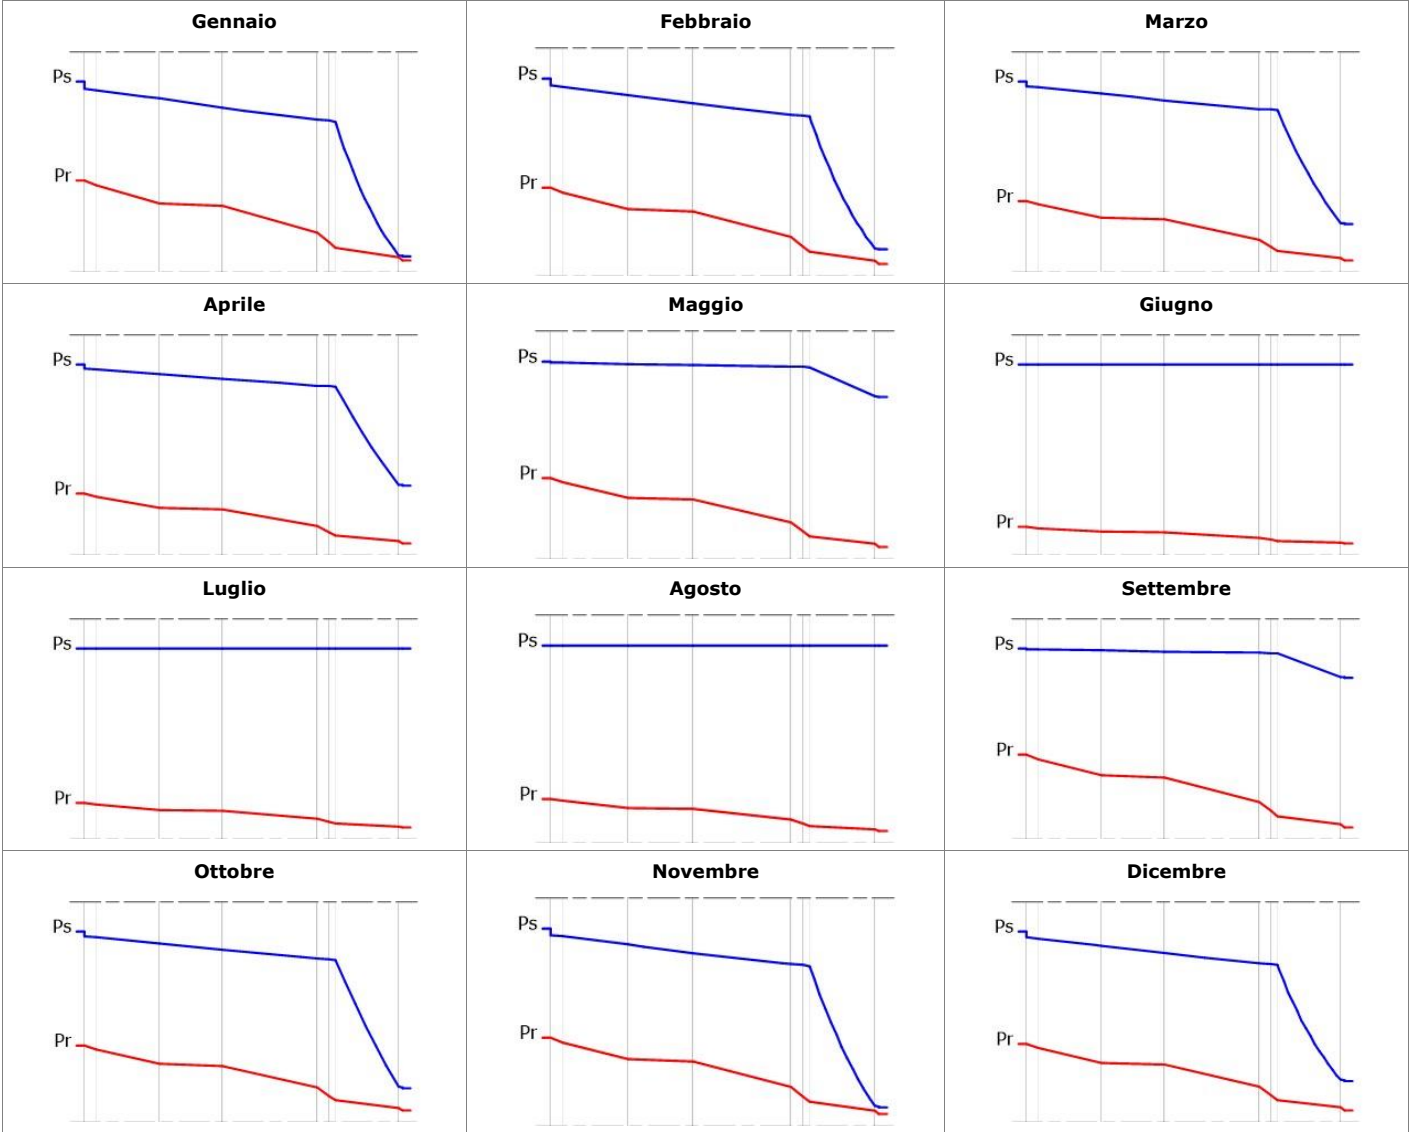 Gennaio
Febbraio
Marzo
Ps
Pr
Ps
Pr
Ps
Pr
Aprile
Maggio
Giugno
Ps
Pr
Ps
Pr
Ps
Pr
Luglio
Agosto
Settembre
Ps
Pr
Ps
Pr
Ps
Pr
Ottobre
Novembre
Dicembre
Ps
Pr
Ps
Pr
Ps
Pr